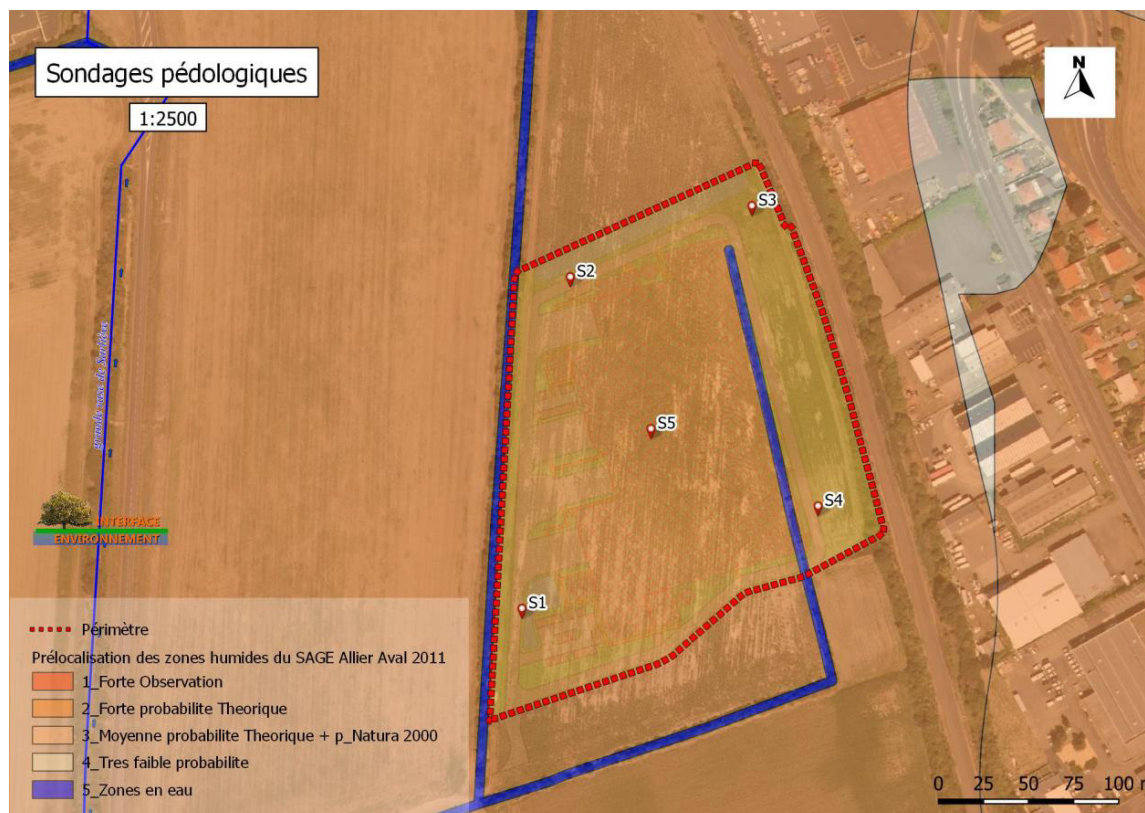 Sondages pédologiques
1:2500
N
S3
S2
S5
S4
S1
INTERFACE
ENVIRONNEMENT
Périmètre
Prélocalisation des zones humides du SAGE Allier Aval 2011
1_Forte Observation
2_Forte probabilite Theorique
3_Moyenne probabilite Theorique + p_Natura 2000
4_Tres faible probabilite
5_Zones en eau
0 25 50 75 100 m